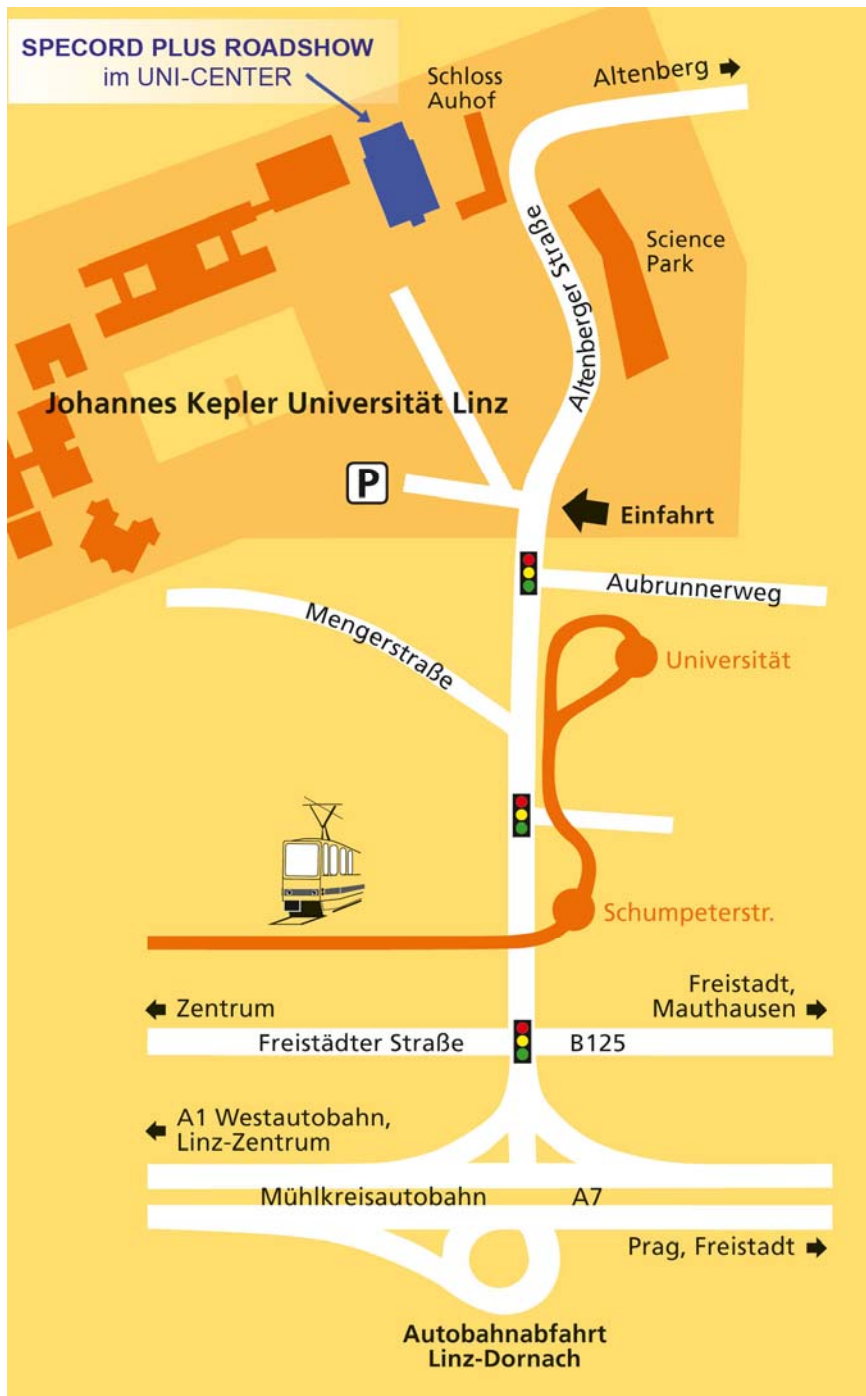 SPECORD PLUS ROADSHOW
im UNI-CENTER
Schloss
Auhof
Altenberg
Altenberger Straße
Science
Park
Johannes Kepler Universität Linz
P
Einfahrt
Aubrunnerweg
Mengerstraße
Universität
Schumpeterstr.
Zentrum
Freistadt,
Mauthausen
Freistädter Straße B125
A1 Westautobahn,
Linz-Zentrum
Mühlkreisautobahn A7
Prag, Freistadt
Autobahnabfahrt
Linz-Dornach